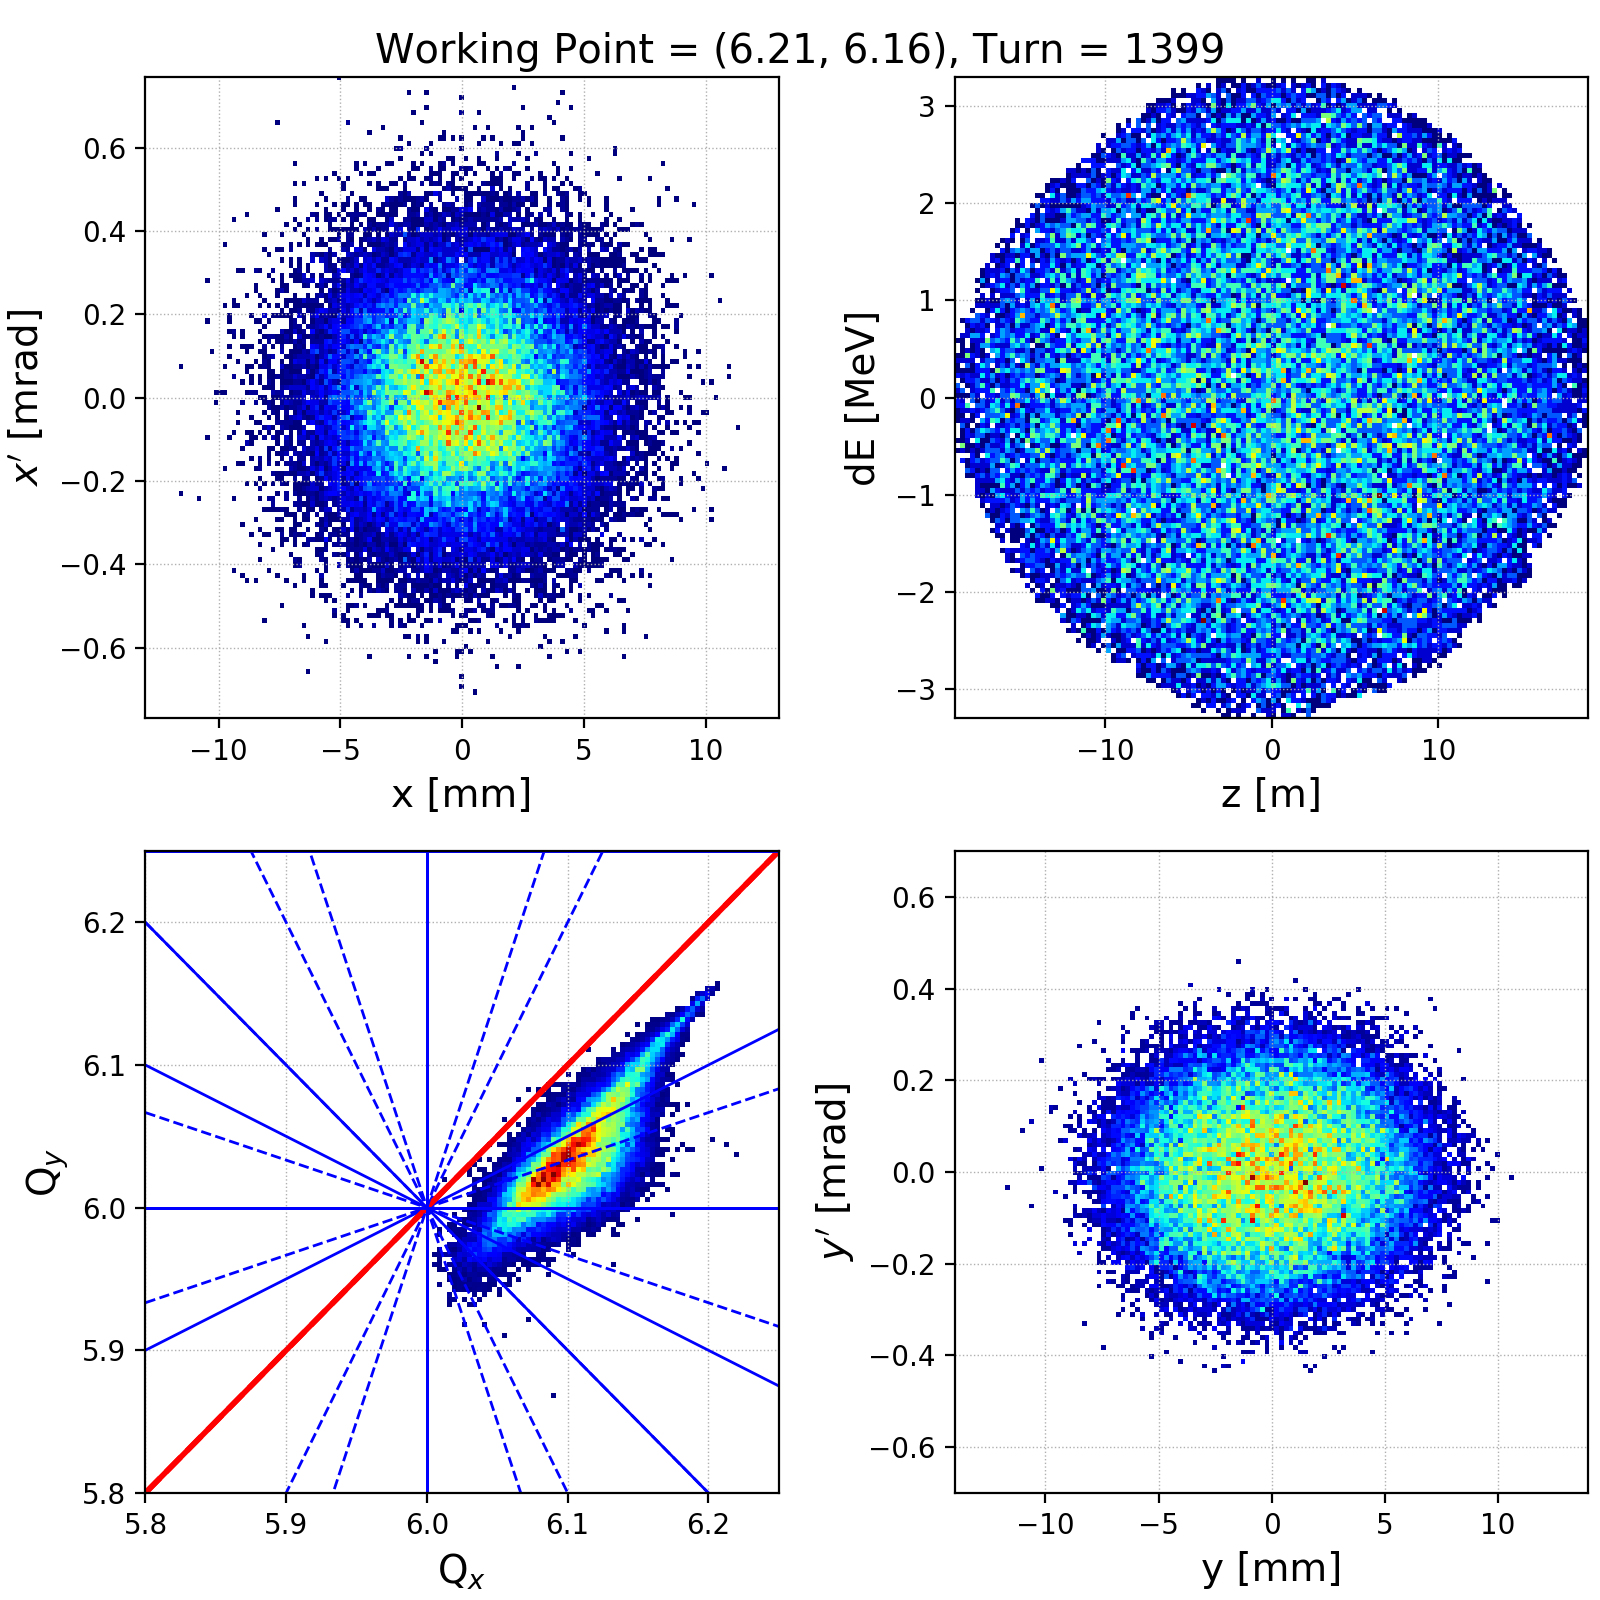 Working Point = (6.21, 6.16), Turn = 1399
0.6
0.4
0.2
0.0
−0.2
−0.4
−0.6
x′ [mrad]
−10 −5 0 5 10
x [mm]
3
2
1
0
−1
−2
−3
dE [MeV]
−10 0 10
z [m]
6.2
6.1
6.0
5.9
5.8
Qy
5.8 5.9 6.0 6.1 6.2
Qx
0.6
0.4
0.2
0.0
−0.2
−0.4
−0.6
y′ [mrad]
−10 −5 0 5 10
y [mm]